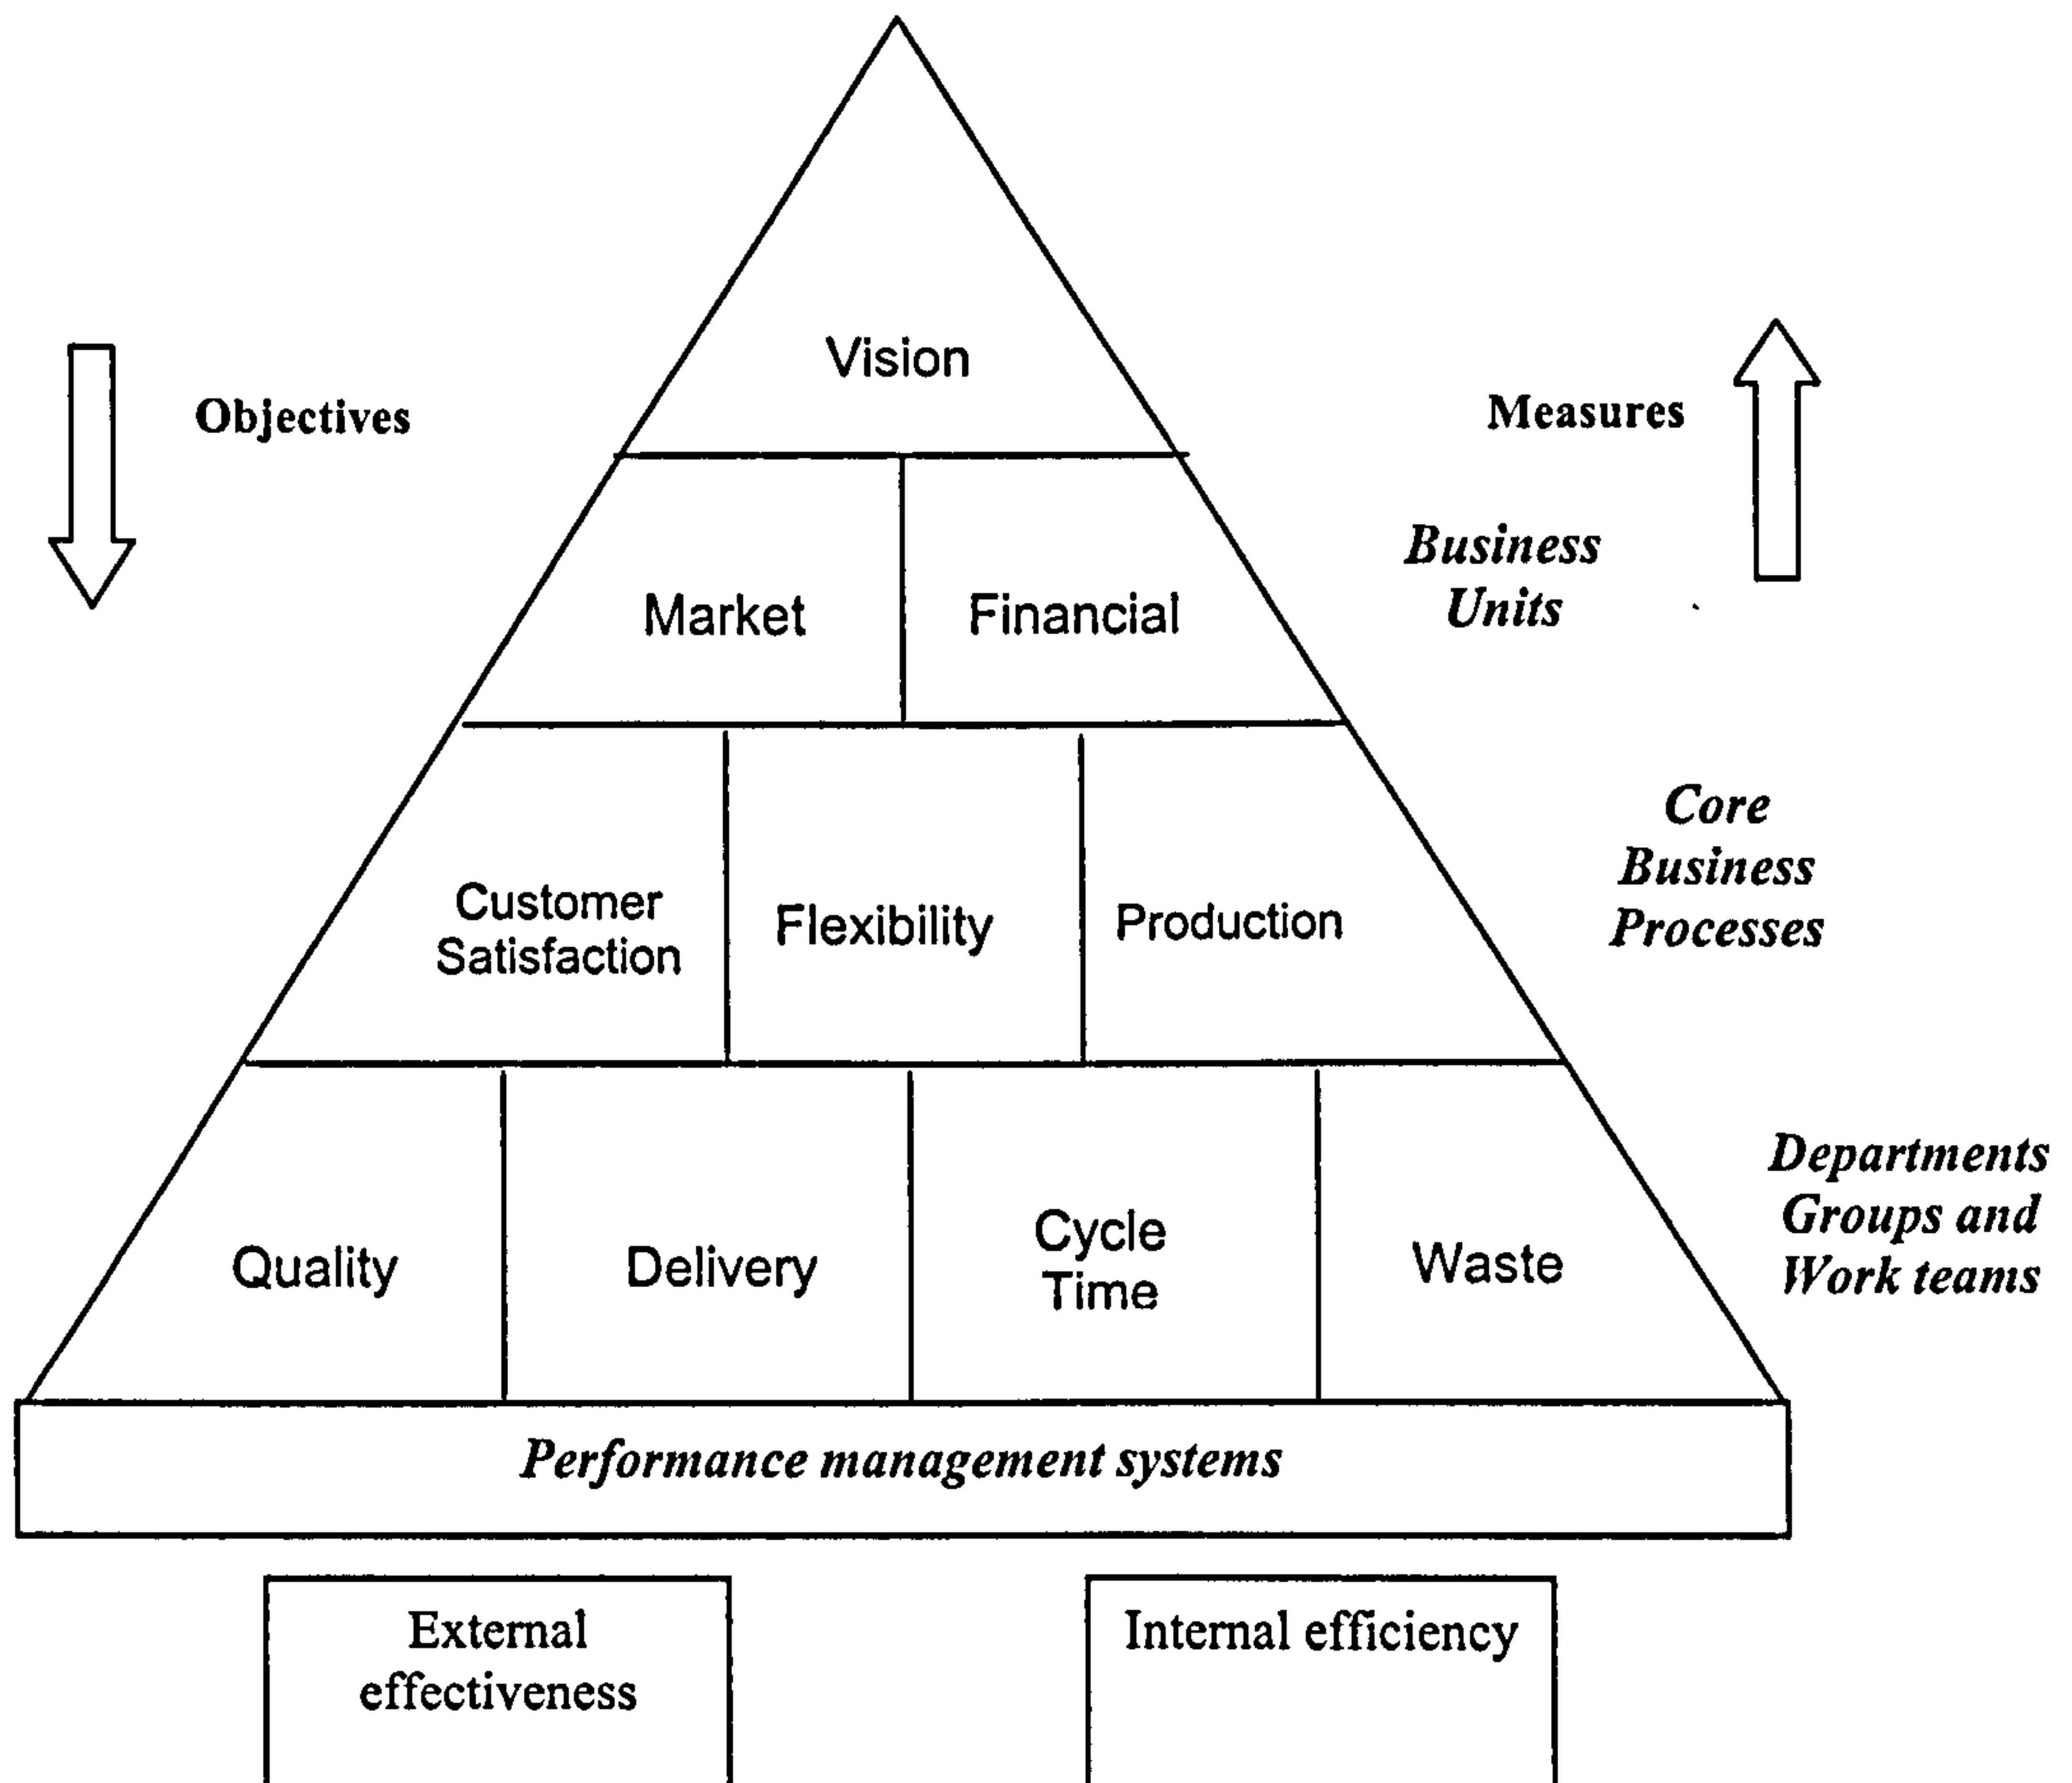 Vision
Objectives
Measures
Business
Units
Market
Financial
Core
Business
Processes
Customer
Satisfaction
Flexibility
Production
Departments
Groups and
Work teams
Quality
Delivery
Cycle
Time
Waste
Performance management systems
External
effectiveness
Internal efficiency